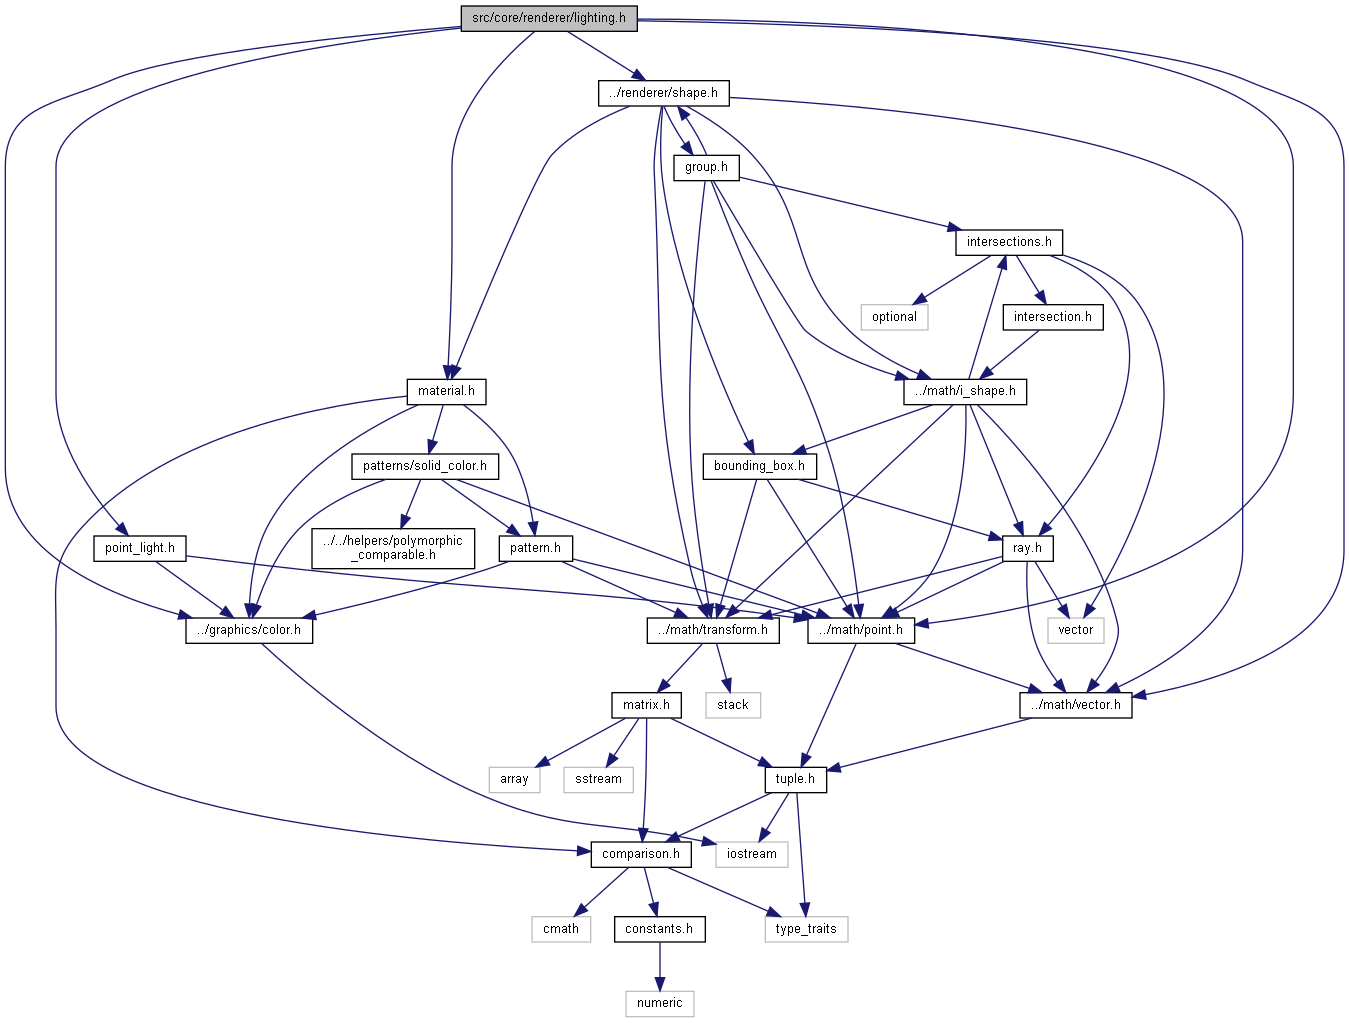 src/core/renderer/lighting.h
../renderer/shape.h
group.h
intersections.h
optional
intersection.h
material.h
../math/i_shape.h
patterns/solid_color.h
bounding_box.h
point_light.h
../../helpers/polymorphic
_comparable.h
pattern.h
ray.h
../graphics/color.h
../math/transform.h
../math/point.h
vector
matrix.h
stack
../math/vector.h
array
sstream
tuple.h
comparison.h
iostream
cmath
constants.h
type_traits
numeric